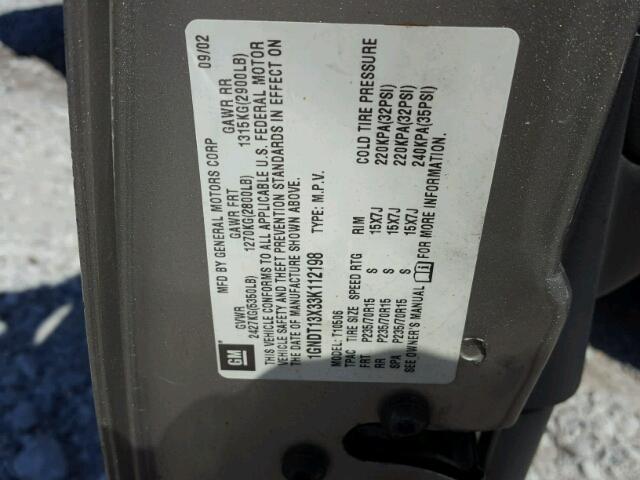 GM MFD BY GENERAL MOTORS CORP 09/02
GVWR GAWR FRT GAWR RR
2427KG(5350LB) 1270KG(2800LB) 1315KG(2900LB)
THIS VEHICLE CONFORMS TO ALL APPLICABLE U.S. FEDERAL MOTOR
VEHICLE SAFETY AND THEFT PREVENTION STANDARDS IN EFFECT ON
THE DATE OF MANUFACTURE SHOWN ABOVE.
1GNDT13X33K112198 TYPE: M.P.V.
MODEL: T10506
TPAC TIRE SIZE SPEED RTG RIM COLD TIRE PRESSURE
FRT P235/70R15 S 15X7J 220KPA(32PSI)
RR P235/70R15 S 15X7J 220KPA(32PSI)
SPA P235/70R15 S 15X7J 240KPA(35PSI)
SEE OWNER'S MANUAL FOR MORE INFORMATION.